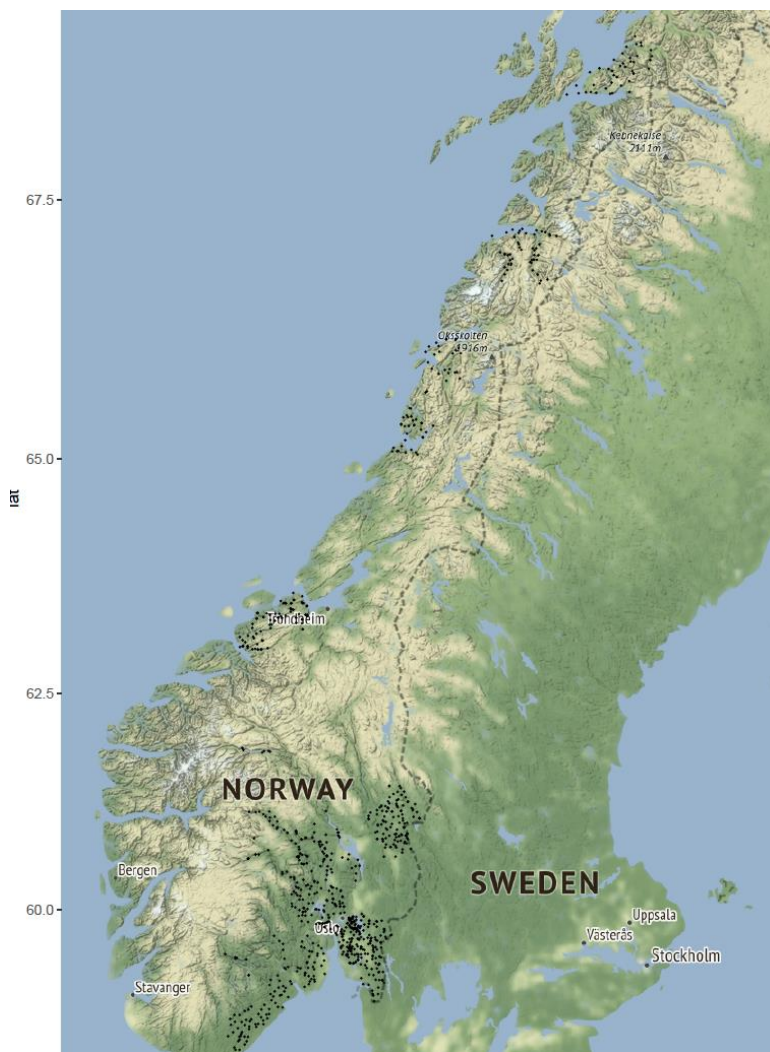 Kebnekaise
2111m
67.5
Oksskolten
1916m
65.0
lat
Trondheim
62.5
NORWAY
Bergen
SWEDEN
60.0
Oslo
Uppsala
Västerås
Stockholm
Stavanger